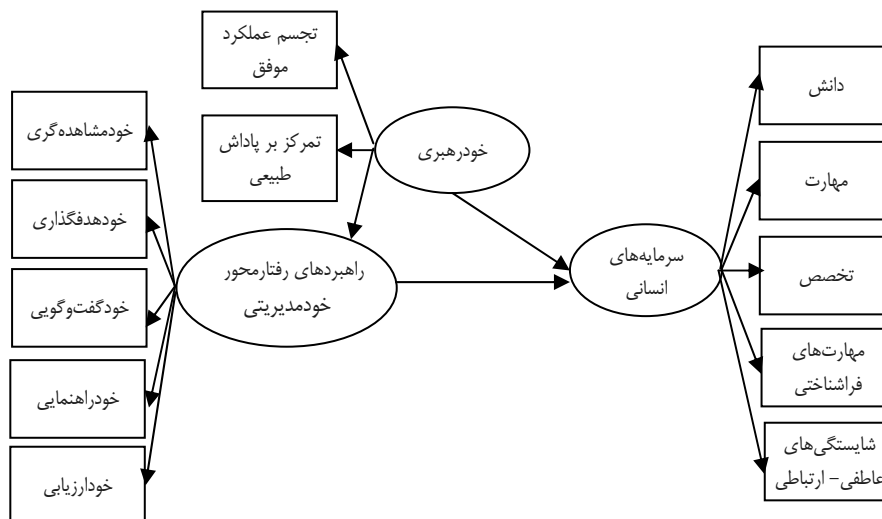 تجسم عملکرد
موفق
دانش
خودمشاهده‌گری
خودرهبری
تمرکز بر پاداش
طبیعی
مهارت
خودهدفگذاری
راهبردهای رفتارمحور
خودمدیریتی
سرمایه‌های
انسانی
تخصص
خودگفت‌وگویی
مهارت‌های
فراشناختی
خودراهنمایی
شایستگی‌های
عاطفی- ارتباطی
خودارزیابی